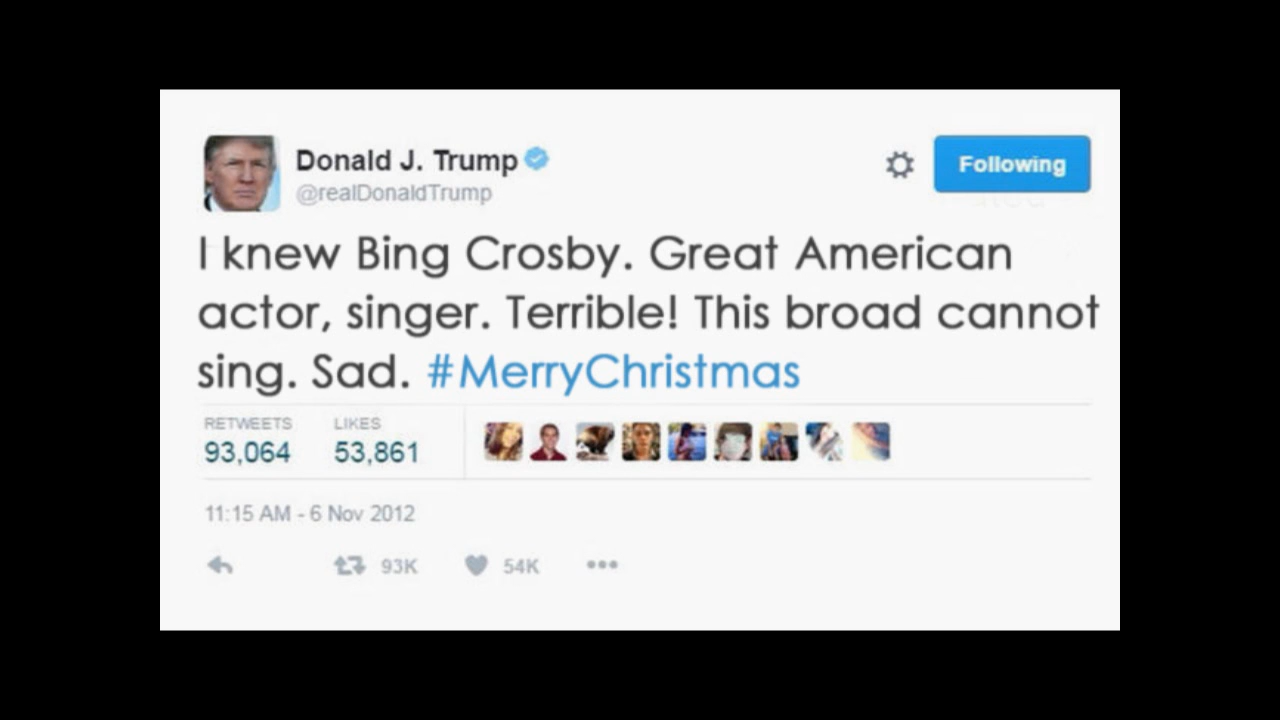 Donald J. Trump
@realDonaldTrump
Following
I knew Bing Crosby. Great American
actor, singer. Terrible! This broad cannot
sing. Sad. #MerryChristmas
RETWEETS LIKES
93,064 53,861
11:15 AM - 6 Nov 2012
93K 54K